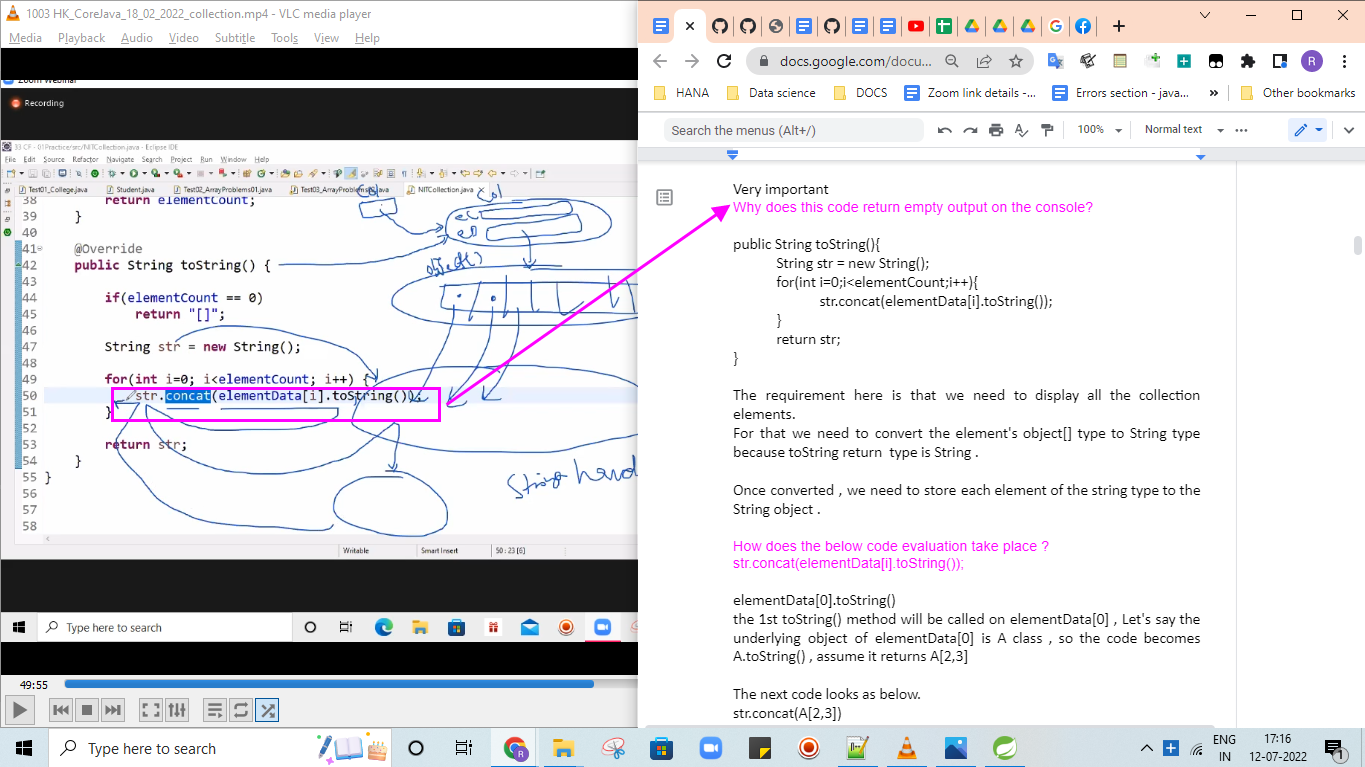 1003 HK_CoreJava_18_02_2022_collection.mp4 - VLC media player
Media Playback Audio Video Subtitle Tools View Help
Zoom Webinar
Recording
33 CF - 01Practice/src/NITCollection.java - Eclipse IDE
File Edit Source Refactor Navigate Search Project Run Window Help
Test01_College.java Student.java Test02_ArrayProblems01.java Test03_ArrayProblems NITCollection.java
38 return elementCount;
39 }
40
41 @Override
42 public String toString() {
43
44 if(elementCount == 0)
45 return "[]";
46
47 String str = new String();
48
49 for(int i=0; i<elementCount; i++) {
50 str.concat(elementData[i].toString());
51 }
52
53 return str;
54 }
55 }
56
57
58
Col
Col
object[]
String
Writable Smart Insert 50 : 23 [6]
Type here to search
49:55
docs.google.com/docu...
R
HANA Data science DOCS Zoom link details -... Errors section - java... » Other bookmarks
Search the menus (Alt+/) 100% Normal text
Very important
Why does this code return empty output on the console?
public String toString(){
String str = new String();
for(int i=0;i<elementCount;i++){
str.concat(elementData[i].toString());
}
return str;
}
The requirement here is that we need to display all the collection
elements.
For that we need to convert the element's object[] type to String type
because toString return type is String .
Once converted , we need to store each element of the string type to the
String object .
How does the below code evaluation take place ?
str.concat(elementData[i].toString());
elementData[0].toString()
the 1st toString() method will be called on elementData[0] , Let's say the
underlying object of elementData[0] is A class , so the code becomes
A.toString() , assume it returns A[2,3]
The next code looks as below.
str.concat(A[2,3])
Type here to search
ENG
IN
17:16
12-07-2022
1